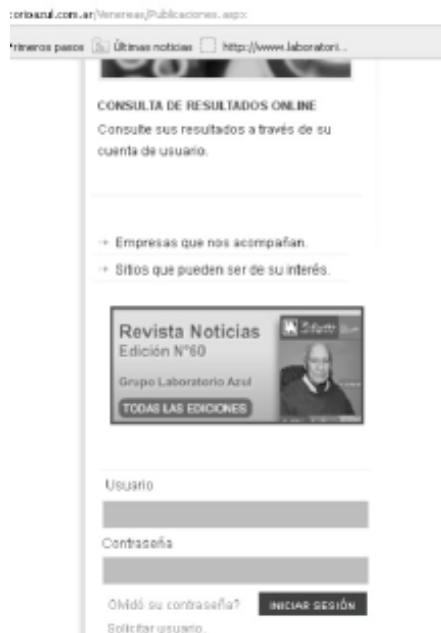 orioazul.com.ar/Venereas/Publicaciones.aspx
Primeros pasos Últimas noticias http://www.laboratori...
CONSULTA DE RESULTADOS ONLINE
Consulte sus resultados a través de su
cuenta de usuario.
Empresas que nos acompañan.
Sitios que pueden ser de su interés.
Revista Noticias
Edición N°60
Grupo Laboratorio Azul
TODAS LAS EDICIONES
Usuario
Contraseña
Olvidó su contraseña? INICIAR SESIÓN
Solicitar usuario.